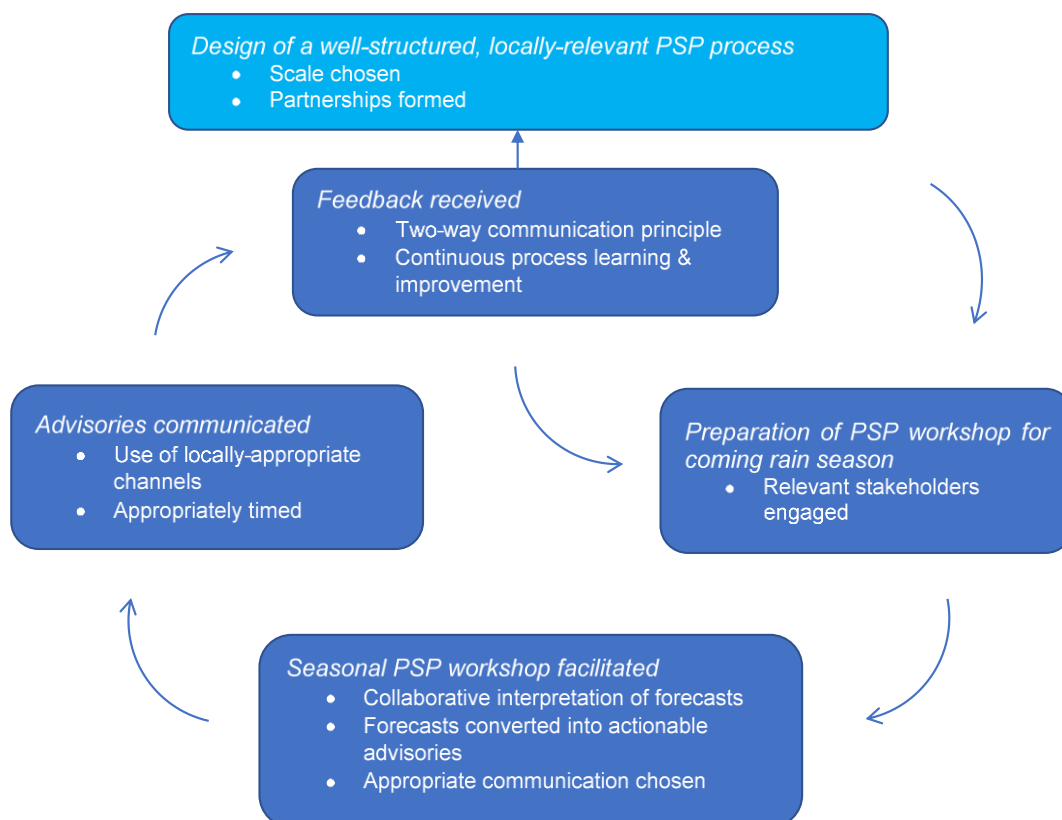 Design of a well-structured, locally-relevant PSP process
• Scale chosen
• Partnerships formed
Feedback received
• Two-way communication principle
• Continuous process learning &
improvement
Advisories communicated
• Use of locally-appropriate
channels
• Appropriately timed
Preparation of PSP workshop for
coming rain season
• Relevant stakeholders
engaged
Seasonal PSP workshop facilitated
• Collaborative interpretation of forecasts
• Forecasts converted into actionable
advisories
• Appropriate communication chosen